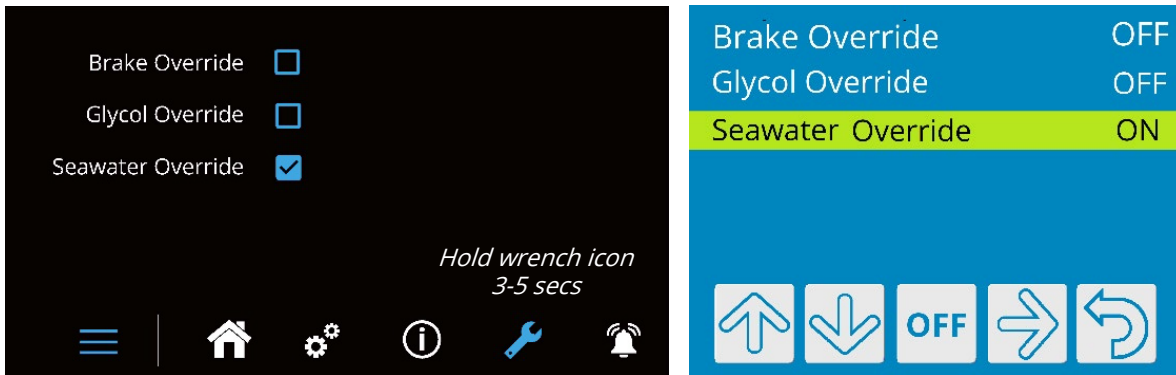 Brake Override
Glycol Override
Seawater Override
Hold wrench icon
3-5 secs
Brake Override OFF
Glycol Override OFF
Seawater Override ON
OFF